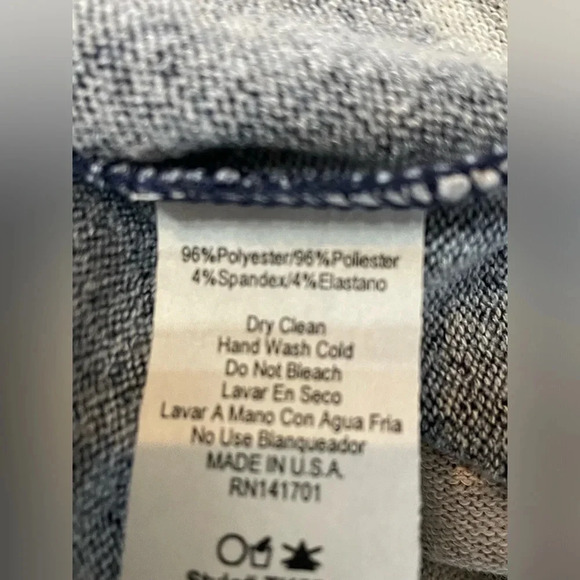 96%Polyester/96%Poliester
4%Spandex/4%Elastano
Dry Clean
Hand Wash Cold
Do Not Bleach
Lavar En Seco
Lavar A Mano Con Agua Fria
No Use Blanqueador
MADE IN U.S.A.
RN141701